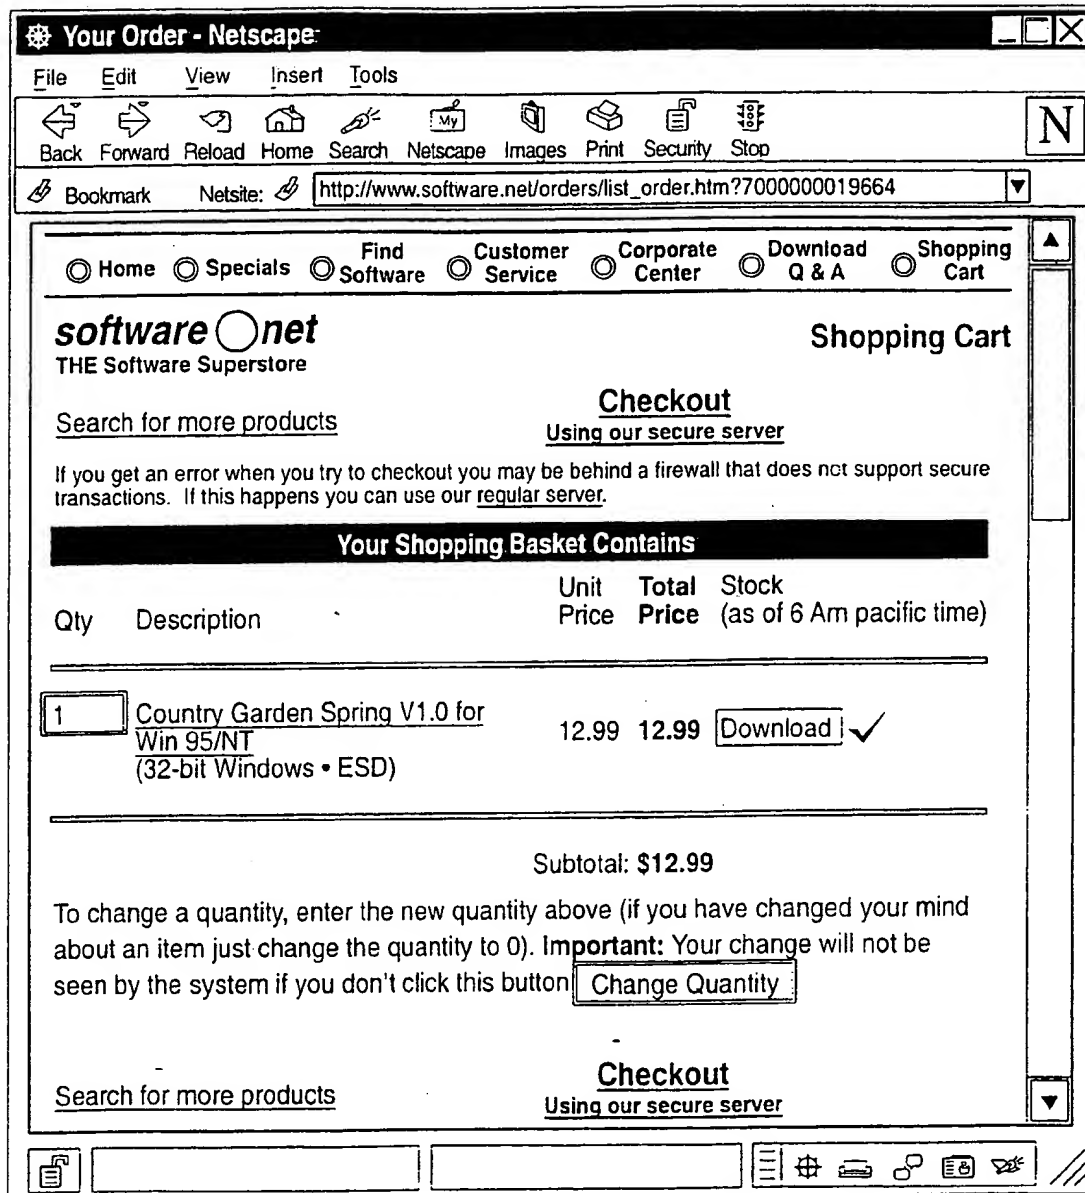 Your Order - Netscape
File Edit View Insert Tools
My
N
Back Forward Reload Home Search Netscape Images Print Security Stop
Bookmark Netsite: http://www.software.net/orders/list_order.htm?7000000019664
Home Specials Find Software Customer Service Corporate Center Download Q & A Shopping Cart
software net
THE Software Superstore
Shopping Cart
Search for more products
Checkout
Using our secure server
If you get an error when you try to checkout you may be behind a firewall that does not support secure
transactions. If this happens you can use our regular server.
Your Shopping Basket Contains
Unit Total Stock
Qty Description Price Price (as of 6 Am pacific time)
1 Country Garden Spring V1.0 for
Win 95/NT
12.99 12.99 Download
(32-bit Windows • ESD)
Subtotal: $12.99
To change a quantity, enter the new quantity above (if you have changed your mind
about an item just change the quantity to 0). Important: Your change will not be
seen by the system if you don't click this button Change Quantity
Search for more products
Checkout
Using our secure server